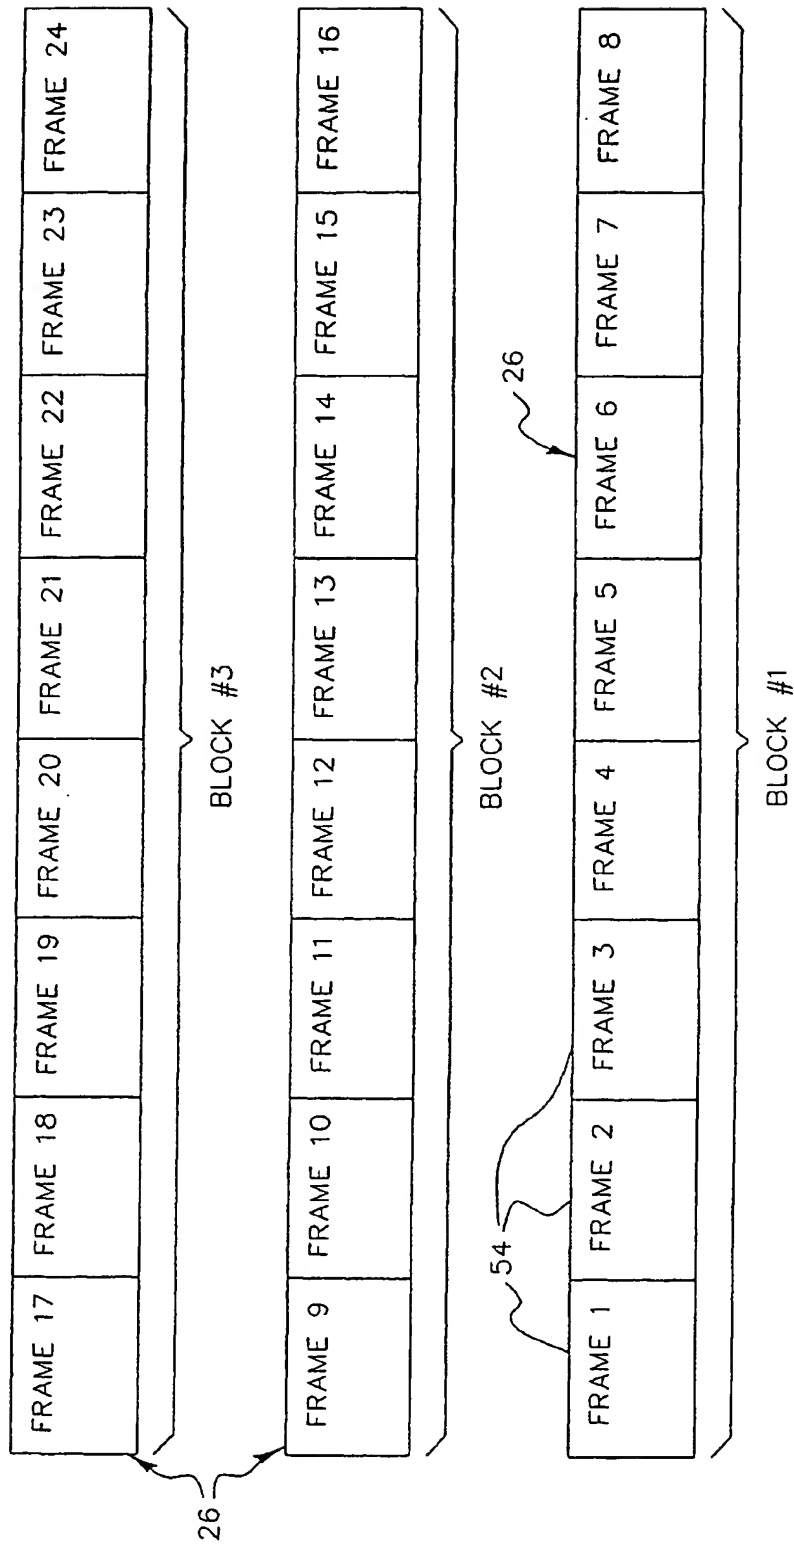 FRAME 17 FRAME 18 FRAME 19 FRAME 20 FRAME 21 FRAME 22 FRAME 23 FRAME 24
26
BLOCK #3
FRAME 9 FRAME 10 FRAME 11 FRAME 12 FRAME 13 FRAME 14 FRAME 15 FRAME 16
BLOCK #2
54
26
FRAME 1 FRAME 2 FRAME 3 FRAME 4 FRAME 5 FRAME 6 FRAME 7 FRAME 8
BLOCK #1